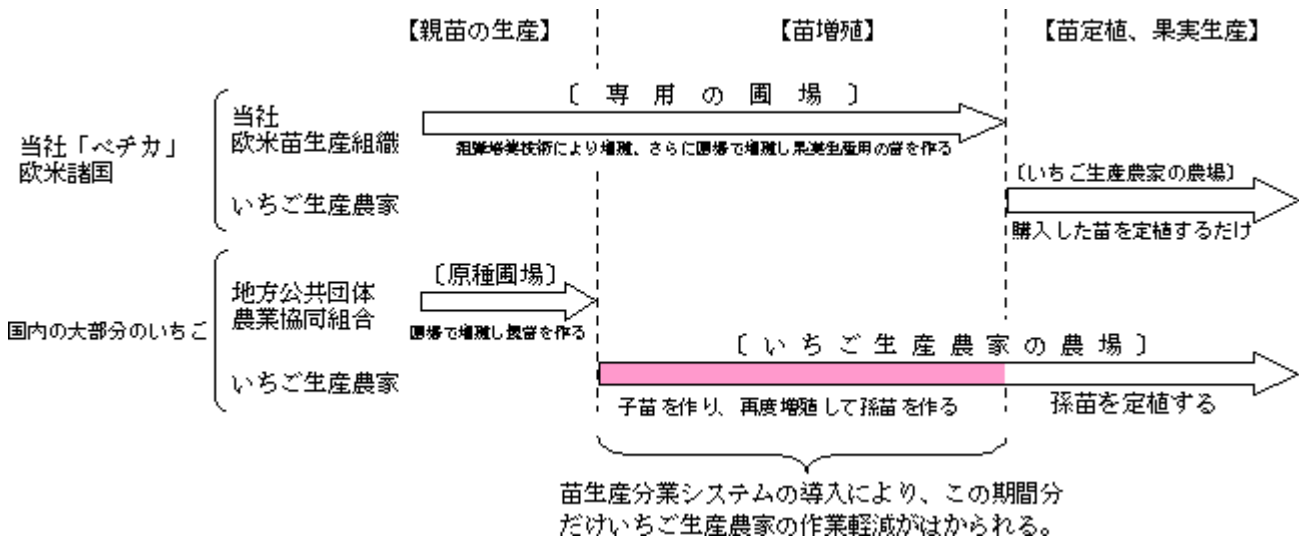 【親苗の生産】
【苗増殖】
【苗定植、果実生産】
当社「ペチカ」
欧米諸国
当社
欧米苗生産組織
〔専用の圃場〕
組織培養技術により増殖、さらに圃場で増殖し果実生産用の苗を作る
いちご生産農家
〔いちご生産農家の農場〕
購入した苗を定植するだけ
国内の大部分のいちご
地方公共団体
農業協同組合
〔原種圃場〕
圃場で増殖し親苗を作る
いちご生産農家
〔いちご生産農家の農場〕
子苗を作り、再度増殖して孫苗を作る
孫苗を定植する
苗生産分業システムの導入により、この期間分
だけいちご生産農家の作業軽減がはかられる。